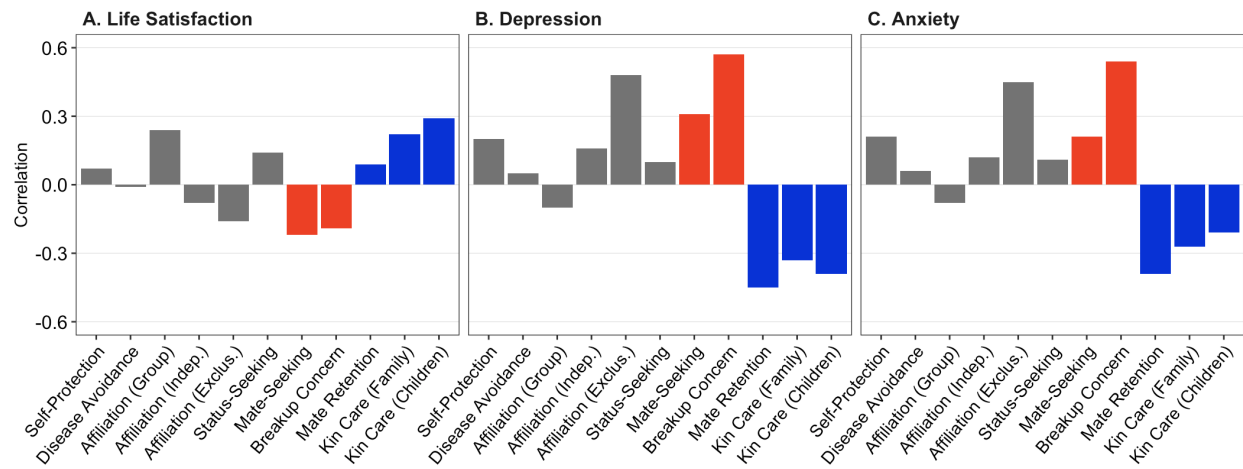 A. Life Satisfaction
B. Depression
C. Anxiety
Correlation
0.6
0.3
0.0
-0.3
-0.6
Self-Protection
Disease Avoidance
Affiliation (Group)
Affiliation (Indep.)
Affiliation (Exclus.)
Status-Seeking
Mate-Seeking
Breakup Concern
Mate Retention
Kin Care (Family)
Kin Care (Children)
Self-Protection
Disease Avoidance
Affiliation (Group)
Affiliation (Indep.)
Affiliation (Exclus.)
Status-Seeking
Mate-Seeking
Breakup Concern
Mate Retention
Kin Care (Family)
Kin Care (Children)
Self-Protection
Disease Avoidance
Affiliation (Group)
Affiliation (Indep.)
Affiliation (Exclus.)
Status-Seeking
Mate-Seeking
Breakup Concern
Mate Retention
Kin Care (Family)
Kin Care (Children)